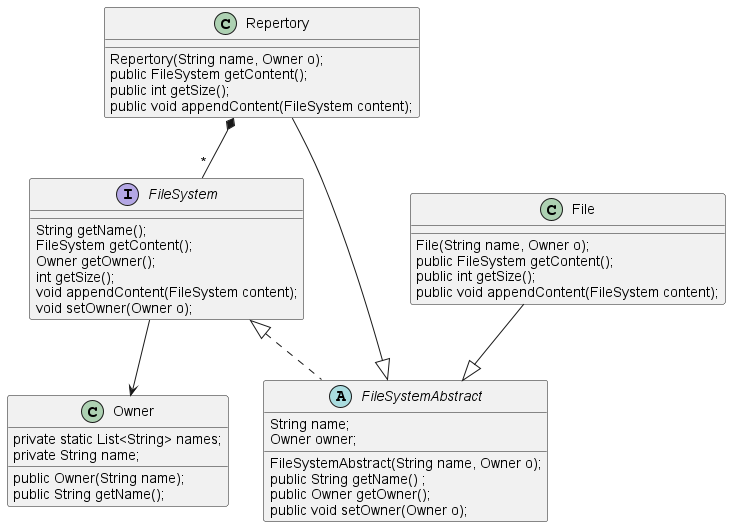 C Repertory
Repertory(String name, Owner o);
public FileSystem getContent();
public int getSize();
public void appendContent(FileSystem content);
*
I FileSystem
String getName();
FileSystem getContent();
Owner getOwner();
int getSize();
void appendContent(FileSystem content);
void setOwner(Owner o);
C File
File(String name, Owner o);
public FileSystem getContent();
public int getSize();
public void appendContent(FileSystem content);
C Owner
private static List<String> names;
private String name;
public Owner(String name);
public String getName();
A FileSystemAbstract
String name;
Owner owner;
FileSystemAbstract(String name, Owner o);
public String getName() ;
public Owner getOwner();
public void setOwner(Owner o);